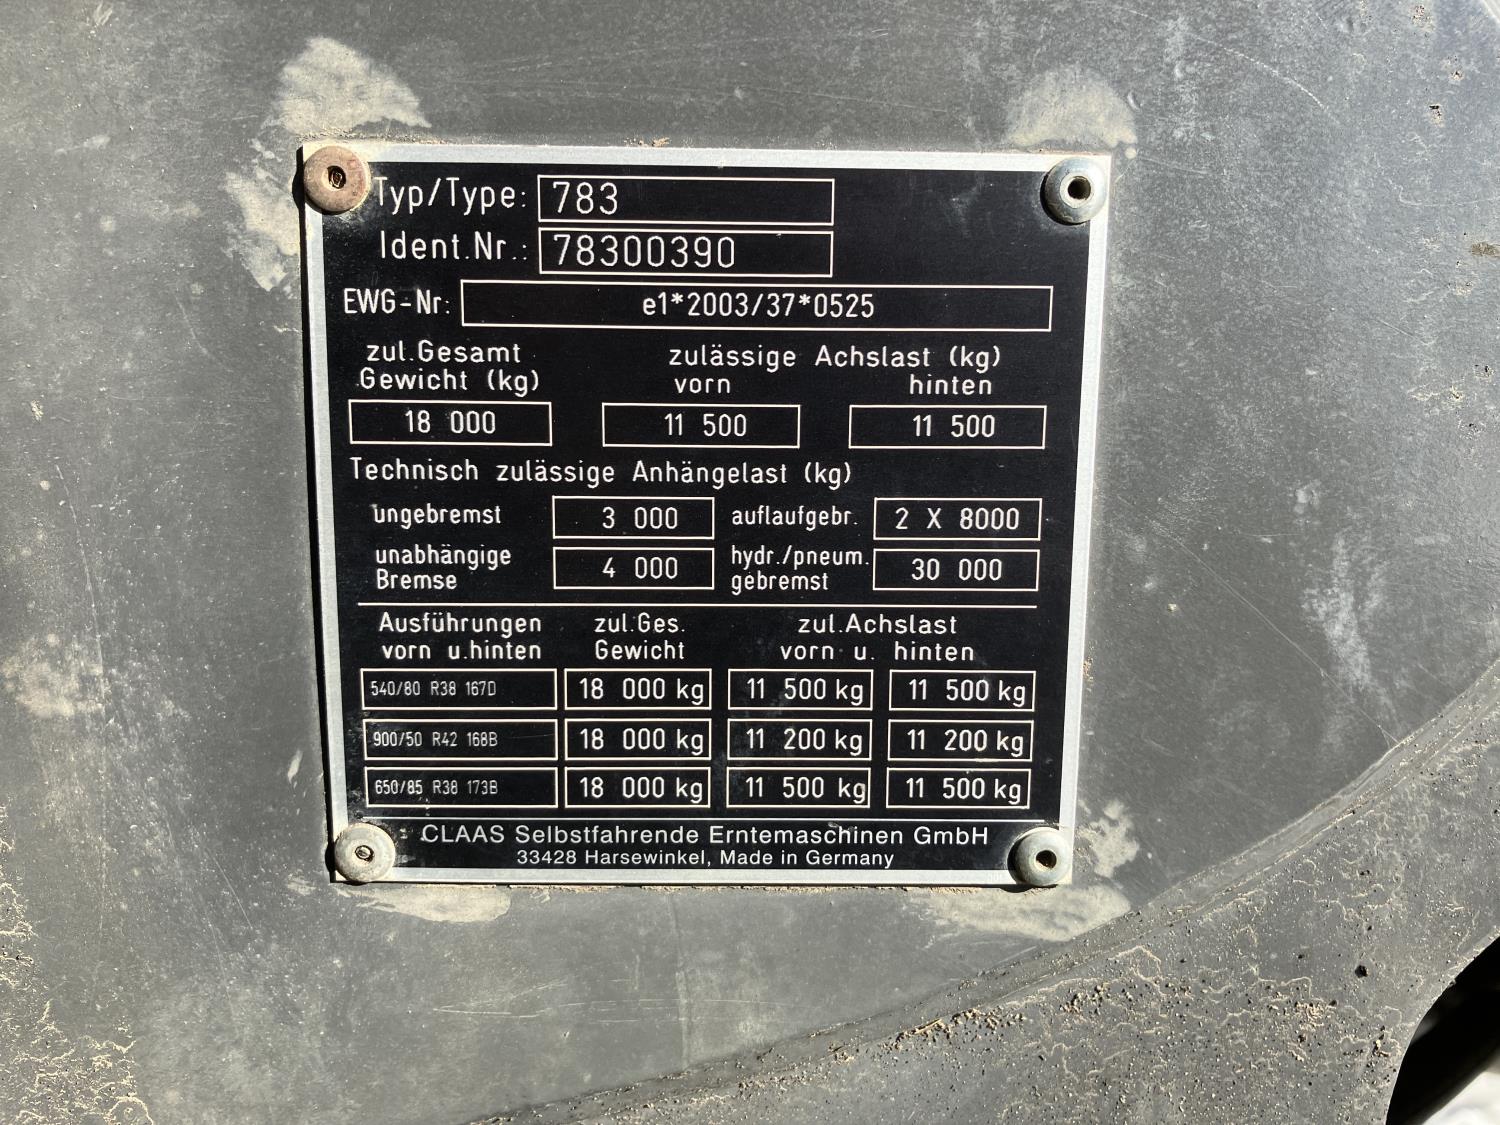 Typ/Type: 783
Ident.Nr.: 78300390
EWG-Nr: e1*2003/37*0525
zul.Gesamt zulässige Achslast (kg)
Gewicht (kg) vorn hinten
18 000 11 500 11 500
Technisch zulässige Anhängelast (kg)
ungebremst 3 000 auflaufgebr. 2 X 8000
unabhängige hydr./pneum.
Bremse 4 000 gebremst 30 000
Ausführungen zul.Ges. zul.Achslast
vorn u.hinten Gewicht vorn u. hinten
540/80 R38 167D 18 000 kg 11 500 kg 11 500 kg
900/50 R42 168B 18 000 kg 11 200 kg 11 200 kg
650/85 R38 173B 18 000 kg 11 500 kg 11 500 kg
CLAAS Selbstfahrende Erntemaschinen GmbH
33428 Harsewinkel, Made in Germany